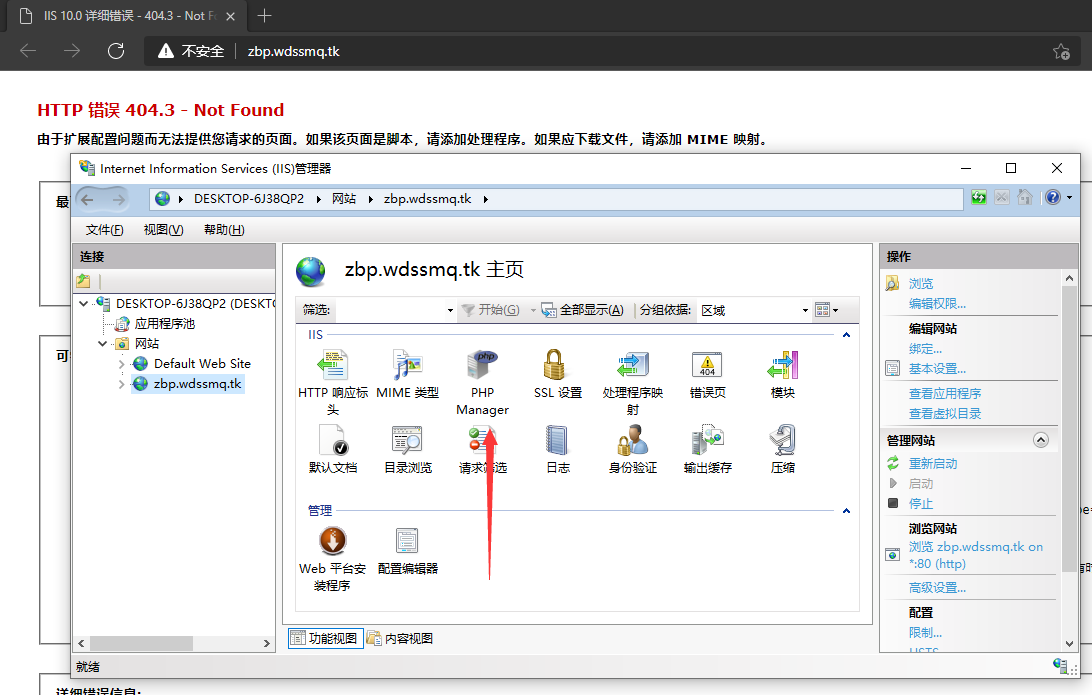 IIS 10.0 详细错误 - 404.3 - Not F
不安全
zbp.wdssmq.tk
HTTP 错误 404.3 - Not Found
由于扩展配置问题而无法提供您请求的页面。如果该页面是脚本，请添加处理程序。如果应下载文件，请添加 MIME 映射。
最
可
详细错误信息:
Internet Information Services (IIS)管理器
DESKTOP-6J38QP2
网站
zbp.wdssmq.tk
文件(F)
视图(V)
帮助(H)
连接
DESKTOP-6J38QP2 (DESKT
应用程序池
网站
Default Web Site
zbp.wdssmq.tk
zbp.wdssmq.tk 主页
筛选:
开始(G)
全部显示(A)
分组依据:
区域
IIS
HTTP 响应标
头
MIME 类型
PHP
Manager
SSL 设置
处理程序映
射
错误页
模块
默认文档
目录浏览
请求筛选
日志
身份验证
输出缓存
压缩
管理
Web 平台安
装程序
配置编辑器
功能视图
内容视图
就绪
操作
浏览
编辑权限...
编辑网站
绑定...
基本设置...
查看应用程序
查看虚拟目录
管理网站
重新启动
启动
停止
浏览网站
浏览 zbp.wdssmq.tk on
*:80 (http)
高级设置...
配置
限制...
HSTS